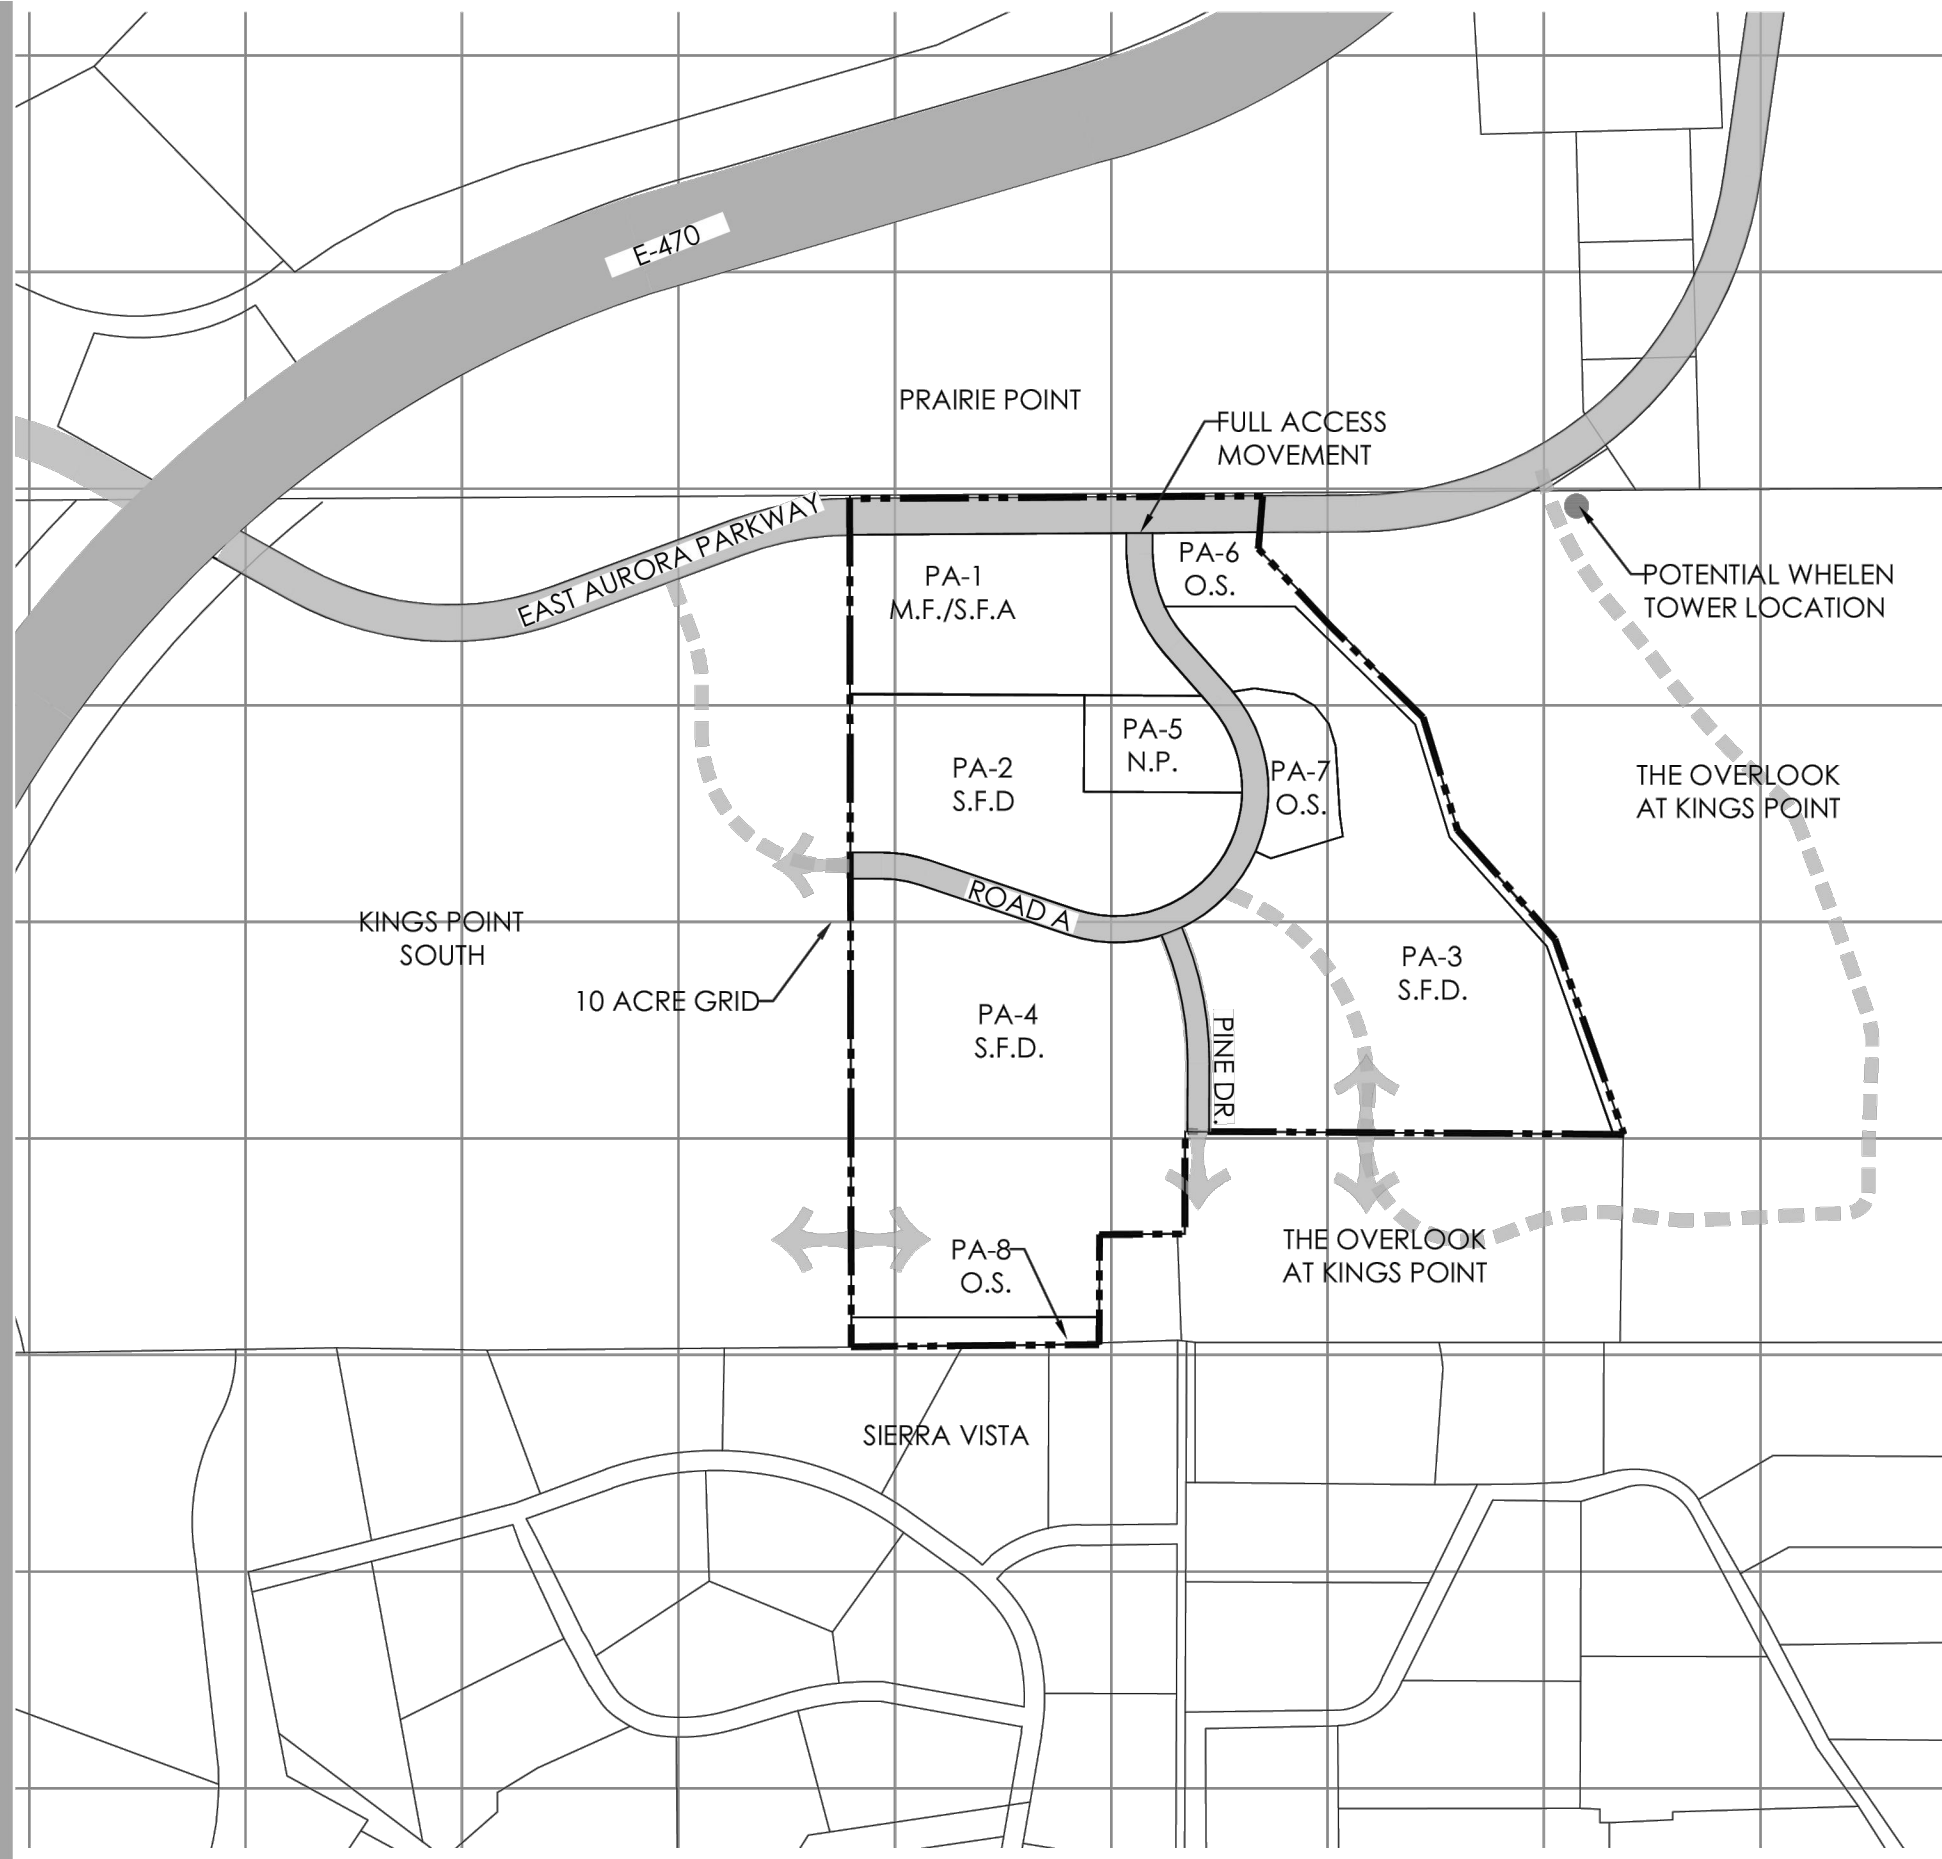 E-470
PRAIRIE POINT
FULL ACCESS
MOVEMENT
EAST AURORA PARKWAY
PA-6
O.S.
PA-1
M.F./S.F.A
POTENTIAL WHELEN
TOWER LOCATION
PA-5
N.P.
PA-2
S.F.D
PA-7
O.S.
THE OVERLOOK
AT KINGS POINT
ROAD A
KINGS POINT
SOUTH
PA-3
S.F.D.
10 ACRE GRID
PA-4
S.F.D.
PINE DR.
PA-8
O.S.
THE OVERLOOK
AT KINGS POINT
SIERRA VISTA